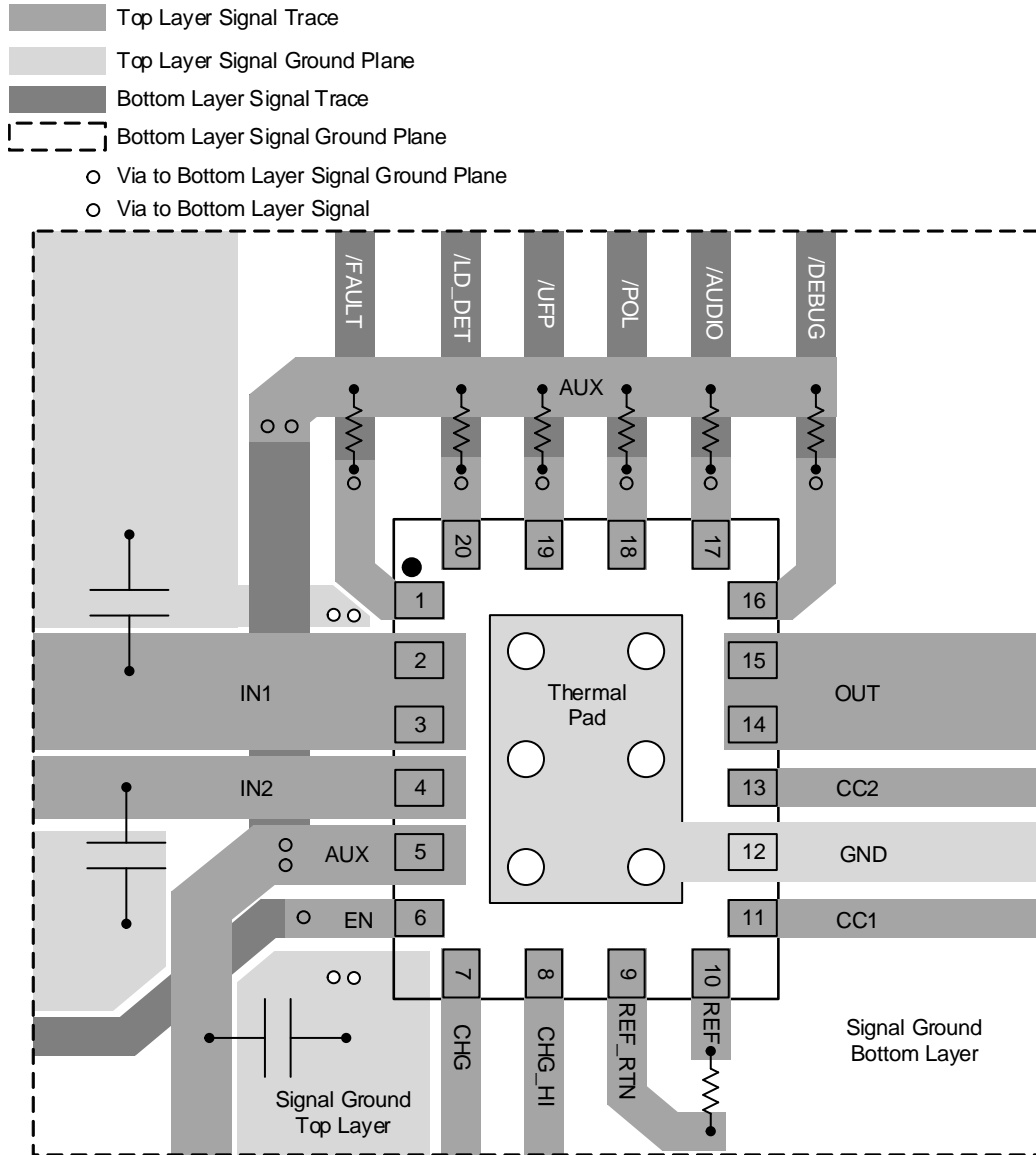 Top Layer Signal Trace
Top Layer Signal Ground Plane
Bottom Layer Signal Trace
Bottom Layer Signal Ground Plane
Via to Bottom Layer Signal Ground Plane
Via to Bottom Layer Signal
/FAULT
/LD_DET
/UFP
/POL
/AUDIO
/DEBUG
AUX
20
19
18
17
1
16
2
15
IN1
Thermal
Pad
OUT
3
14
IN2
4
13
CC2
AUX
5
12
GND
EN
6
11
CC1
7
8
9
10
CHG
CHG_HI
REF_RTN
REF
Signal Ground
Bottom Layer
Signal Ground
Top Layer